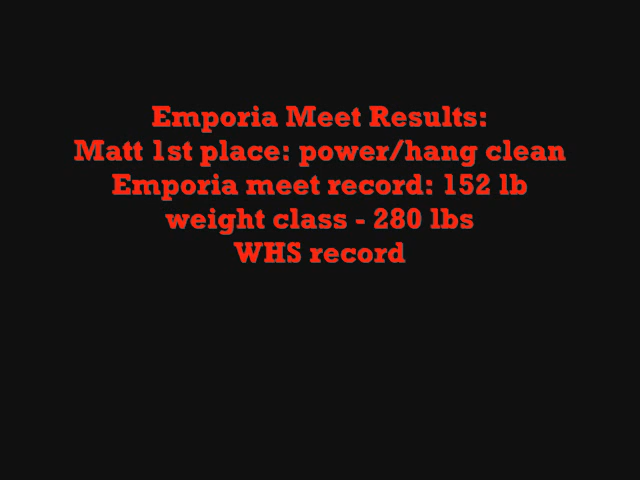 Emporia Meet Results:
Matt 1st place: power/hang clean
Emporia meet record: 152 lb
weight class - 280 lbs
WHS record